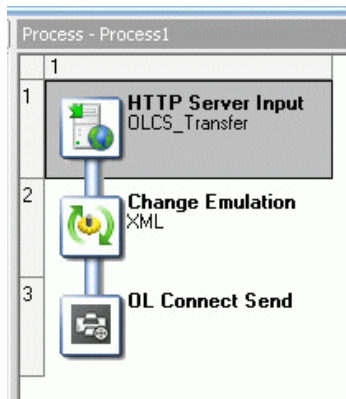 Process - Process1
1
1
HTTP Server Input
OLCS_Transfer
2
Change Emulation
XML
3
OL Connect Send